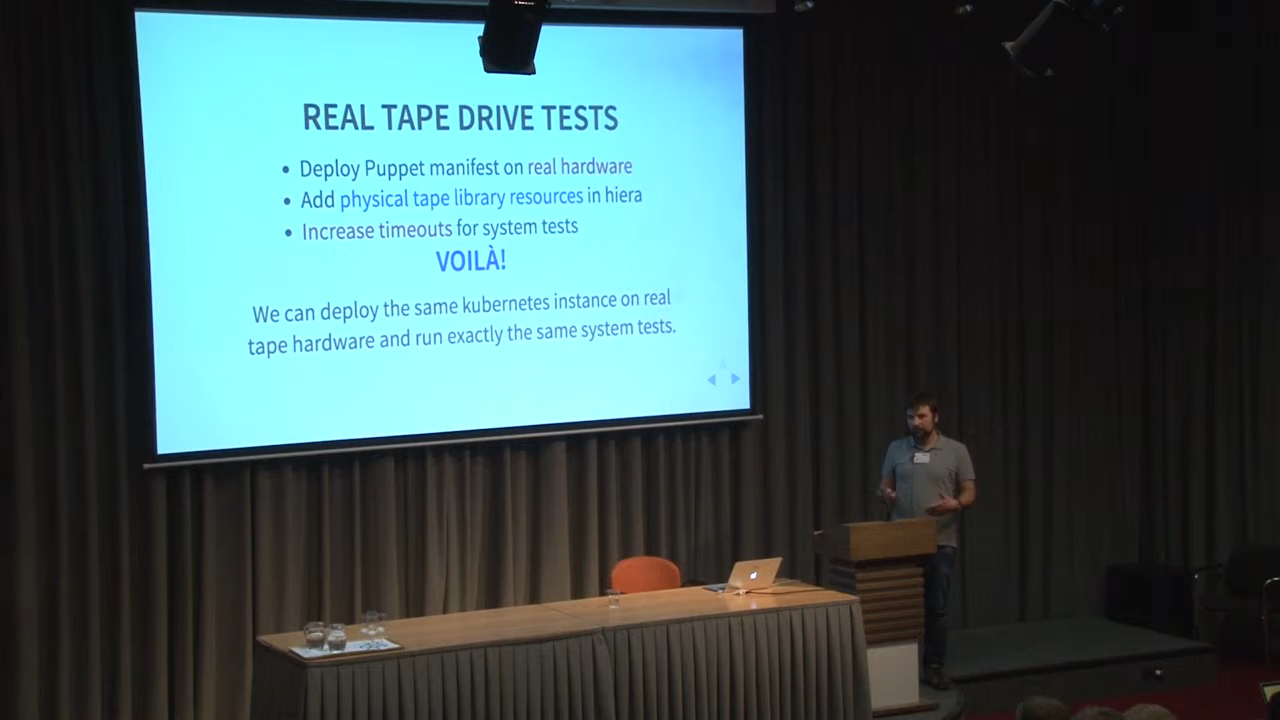 REAL TAPE DRIVE TESTS
• Deploy Puppet manifest on real hardware
• Add physical tape library resources in hiera
• Increase timeouts for system tests
VOILÀ!
We can deploy the same kubernetes instance on real
tape hardware and run exactly the same system tests.